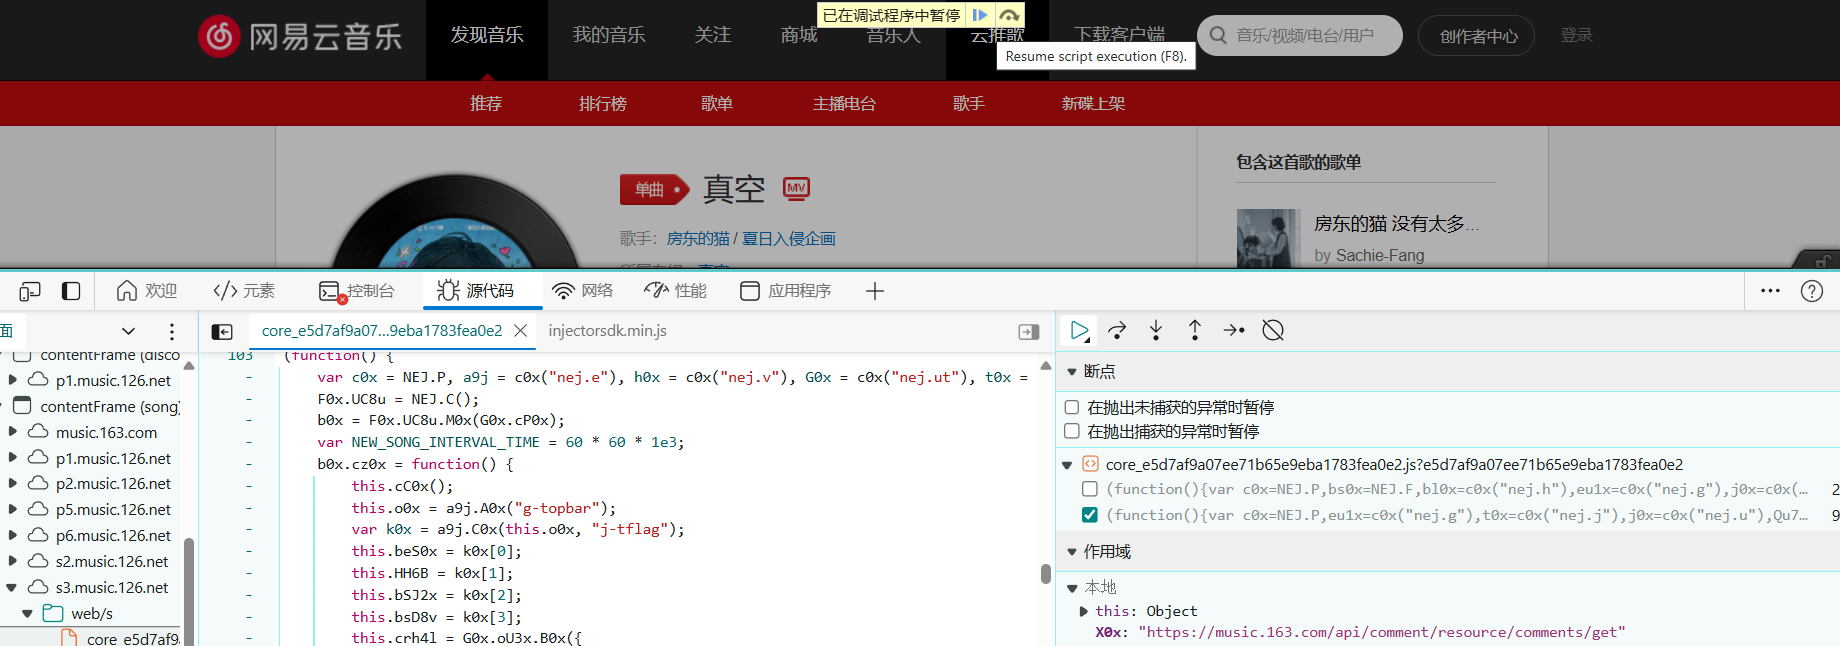 已在调试程序中暂停
网易云音乐
发现音乐
我的音乐
关注
商城
音乐人
云推歌
下载客户端
音乐/视频/电台/用户
创作者中心
登录
Resume script execution (F8).
推荐
排行榜
歌单
主播电台
歌手
新碟上架
单曲
真空
MV
歌手：房东的猫 / 夏日入侵企画
包含这首歌的歌单
房东的猫 没有太多...
by Sachie-Fang
欢迎
元素
控制台
源代码
网络
性能
应用程序
面
core_e5d7af9a07...9eba1783fea0e2
injectorsdk.min.js
contentFrame (disco
p1.music.126.net
contentFrame (song)
music.163.com
p1.music.126.net
p2.music.126.net
p5.music.126.net
p6.music.126.net
s2.music.126.net
s3.music.126.net
web/s
core_e5d7af9a
103 (function() {
- var c0x = NEJ.P, a9j = c0x("nej.e"), h0x = c0x("nej.v"), G0x = c0x("nej.ut"), t0x =
- F0x.UC8u = NEJ.C();
- b0x = F0x.UC8u.M0x(G0x.cP0x);
- var NEW_SONG_INTERVAL_TIME = 60 * 60 * 1e3;
- b0x.cz0x = function() {
- this.cC0x();
- this.o0x = a9j.A0x("g-topbar");
- var k0x = a9j.C0x(this.o0x, "j-tflag");
- this.beS0x = k0x[0];
- this.HH6B = k0x[1];
- this.bSJ2x = k0x[2];
- this.bsD8v = k0x[3];
- this.crh4l = G0x.oU3x.B0x({
断点
在抛出未捕获的异常时暂停
在抛出捕获的异常时暂停
core_e5d7af9a07ee71b65e9eba1783fea0e2.js?e5d7af9a07ee71b65e9eba1783fea0e2
(function(){var c0x=NEJ.P,bs0x=NEJ.F,bl0x=c0x("nej.h"),eu1x=c0x("nej.g"),j0x=c0x(… 2
(function(){var c0x=NEJ.P,eu1x=c0x("nej.g"),t0x=c0x("nej.j"),j0x=c0x("nej.u"),Qu7… 9
作用域
本地
this: Object
X0x: "https://music.163.com/api/comment/resource/comments/get"